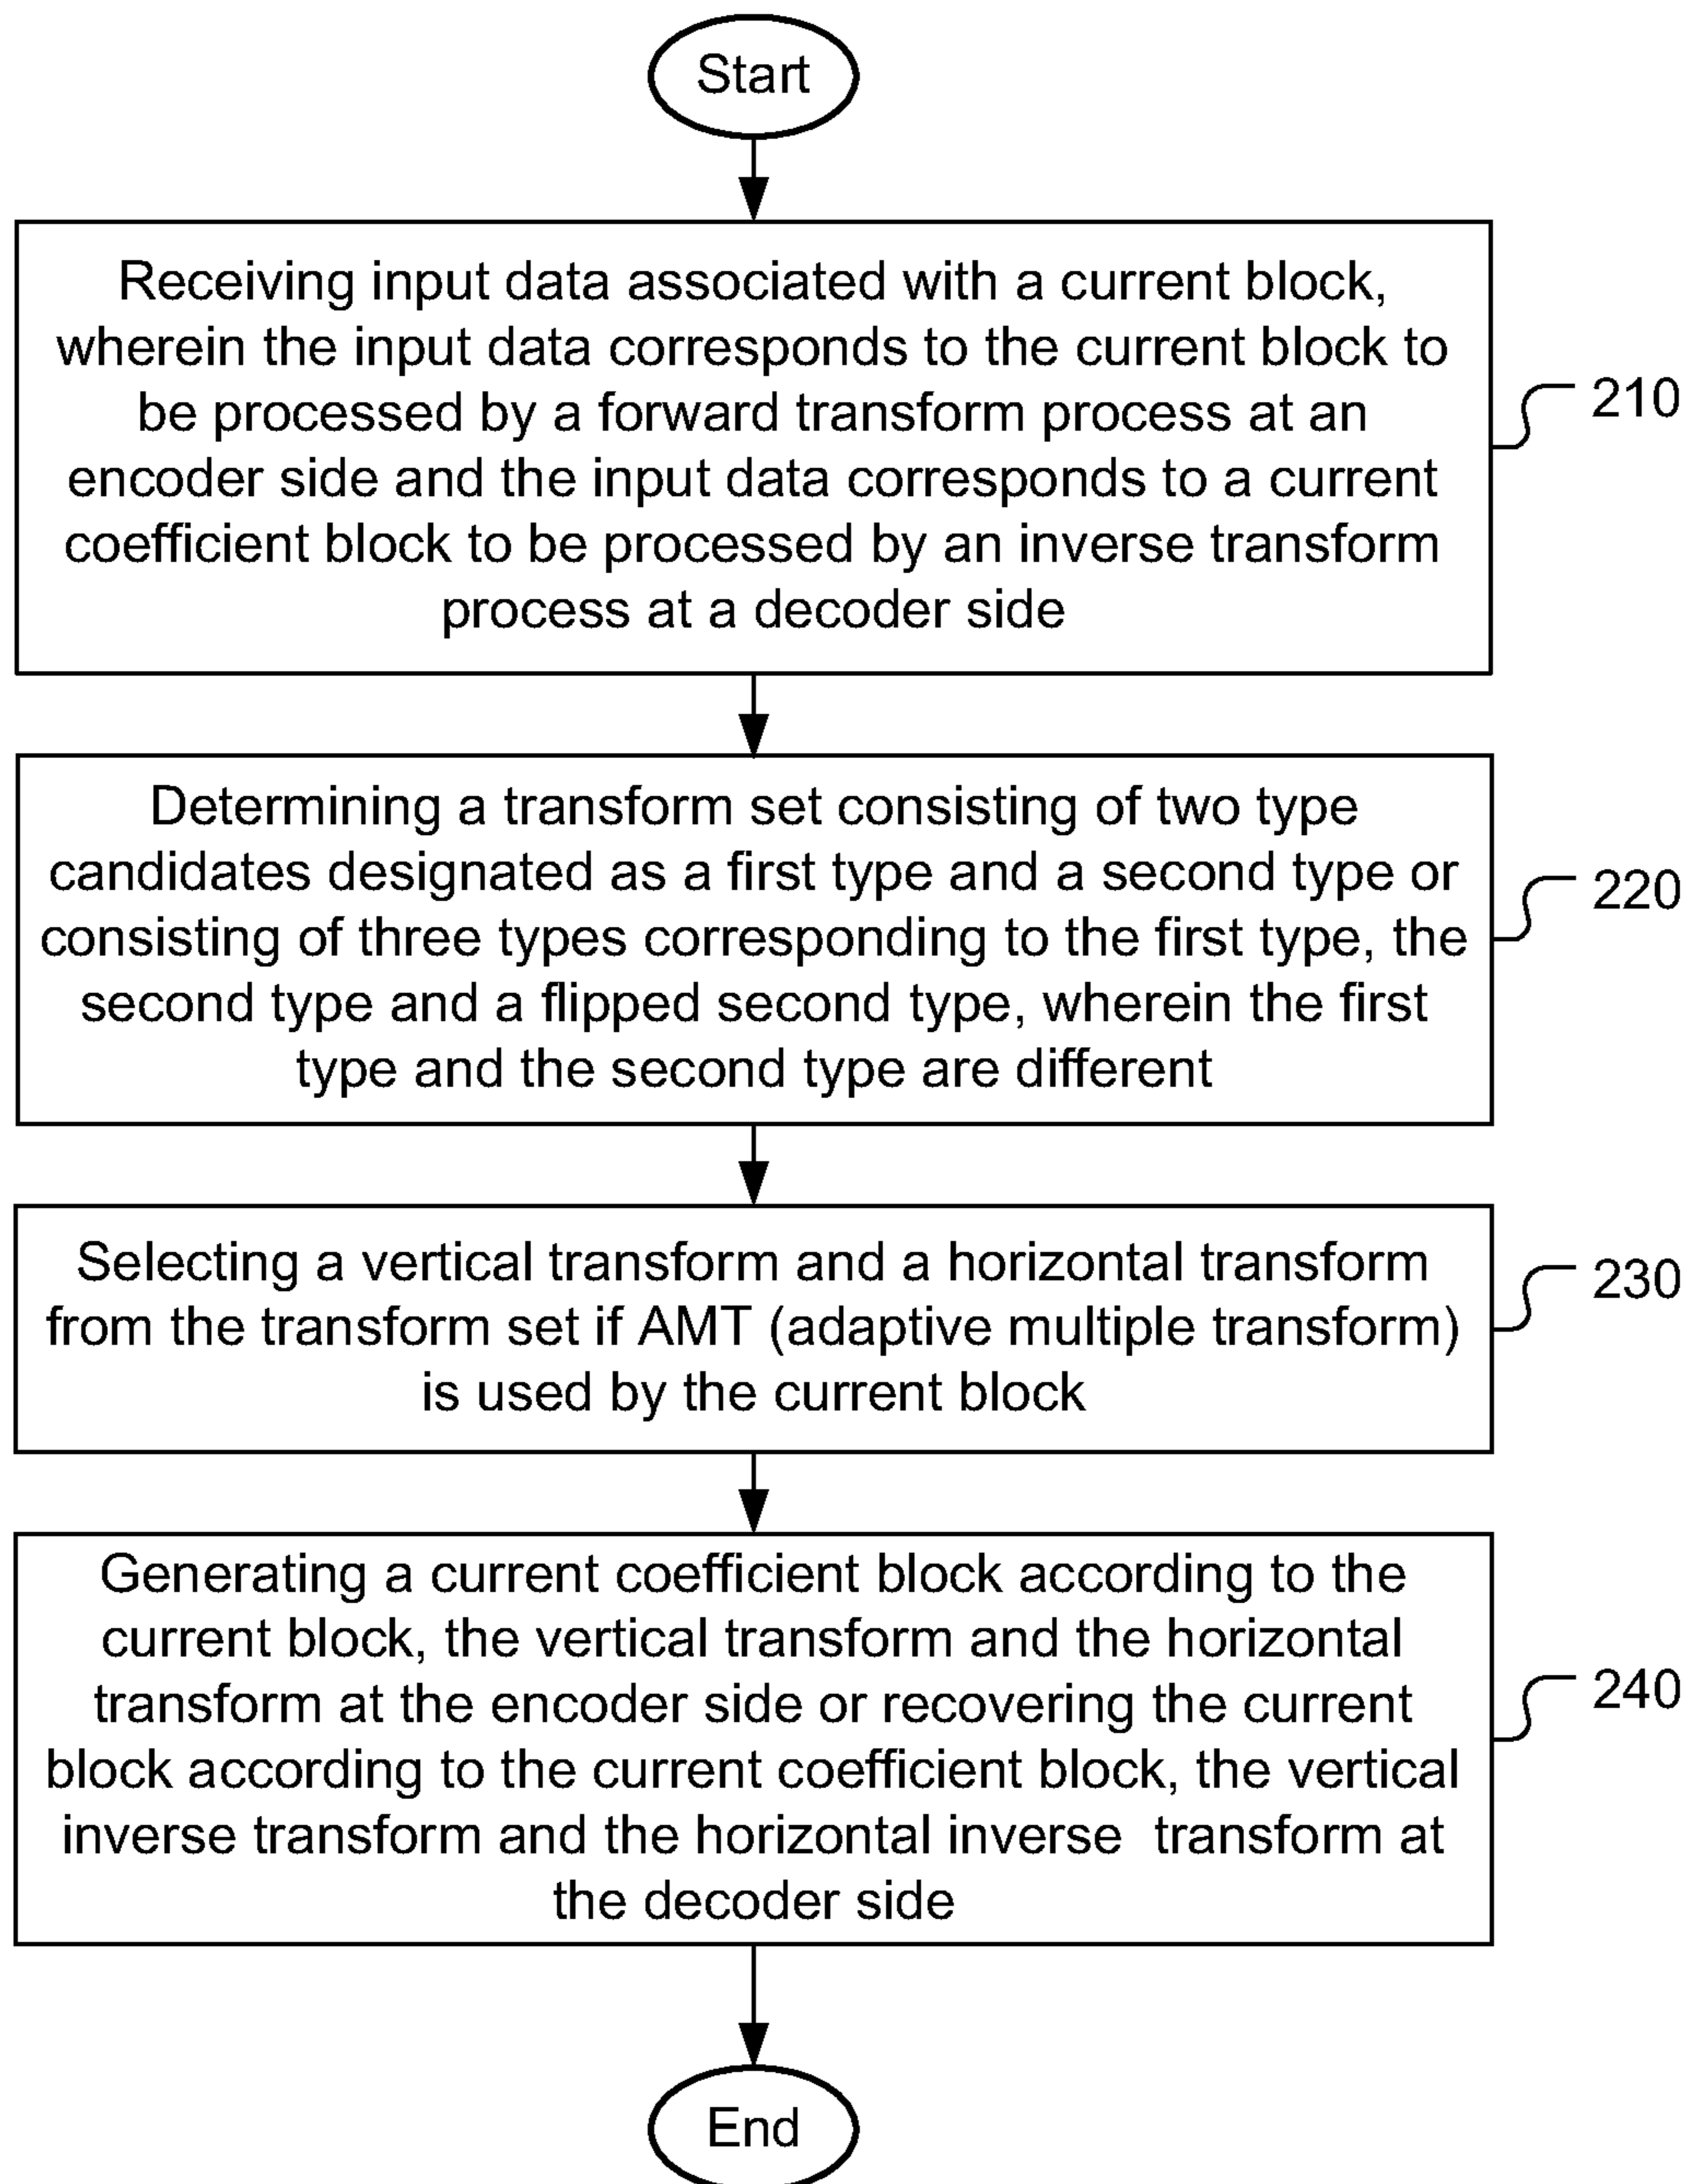 Start
Receiving input data associated with a current block,
wherein the input data corresponds to the current block to
be processed by a forward transform process at an
encoder side and the input data corresponds to a current
coefficient block to be processed by an inverse transform
process at a decoder side
210
Determining a transform set consisting of two type
candidates designated as a first type and a second type or
consisting of three types corresponding to the first type, the
second type and a flipped second type, wherein the first
type and the second type are different
220
Selecting a vertical transform and a horizontal transform
from the transform set if AMT (adaptive multiple transform)
is used by the current block
230
Generating a current coefficient block according to the
current block, the vertical transform and the horizontal
transform at the encoder side or recovering the current
block according to the current coefficient block, the vertical
inverse transform and the horizontal inverse  transform at
the decoder side
240
End